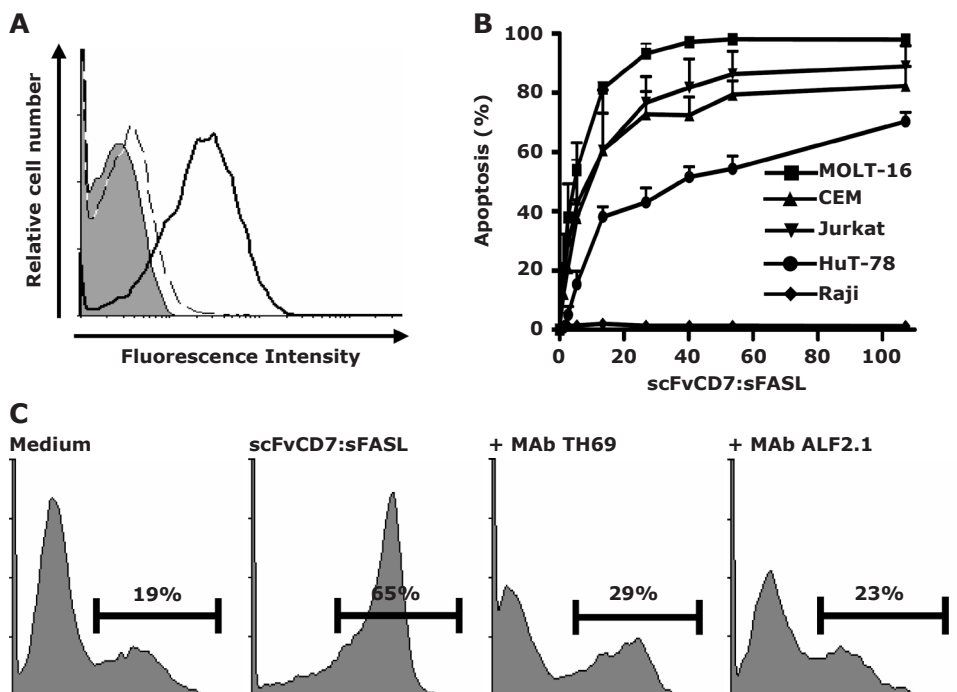 A
Relative cell number
Fluorescence Intensity
B
Apoptosis (%)
100
80
60
40
20
0
0 20 40 60 80 100
scFvCD7:sFASL
MOLT-16
CEM
Jurkat
HuT-78
Raji
C
Medium
19%
scFvCD7:sFASL
65%
+ MAb TH69
29%
+ MAb ALF2.1
23%